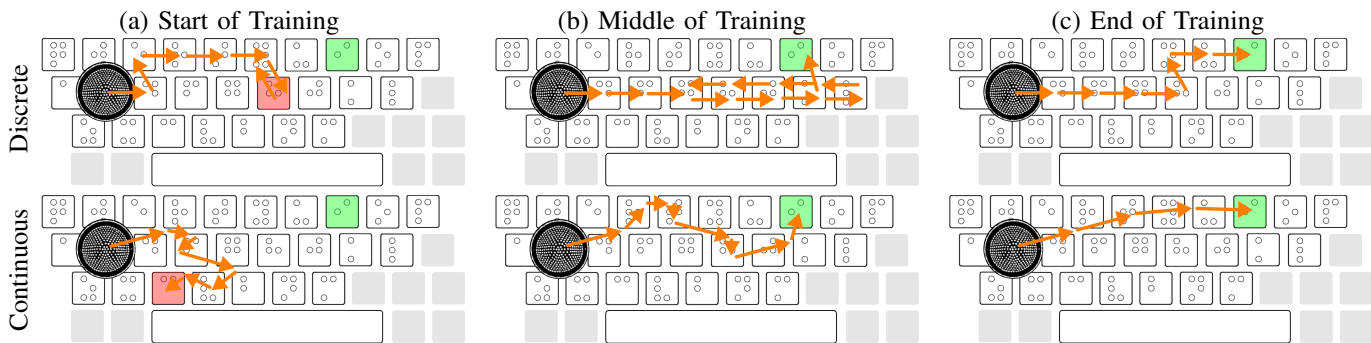 (a) Start of Training
(b) Middle of Training
(c) End of Training
Discrete
Continuous